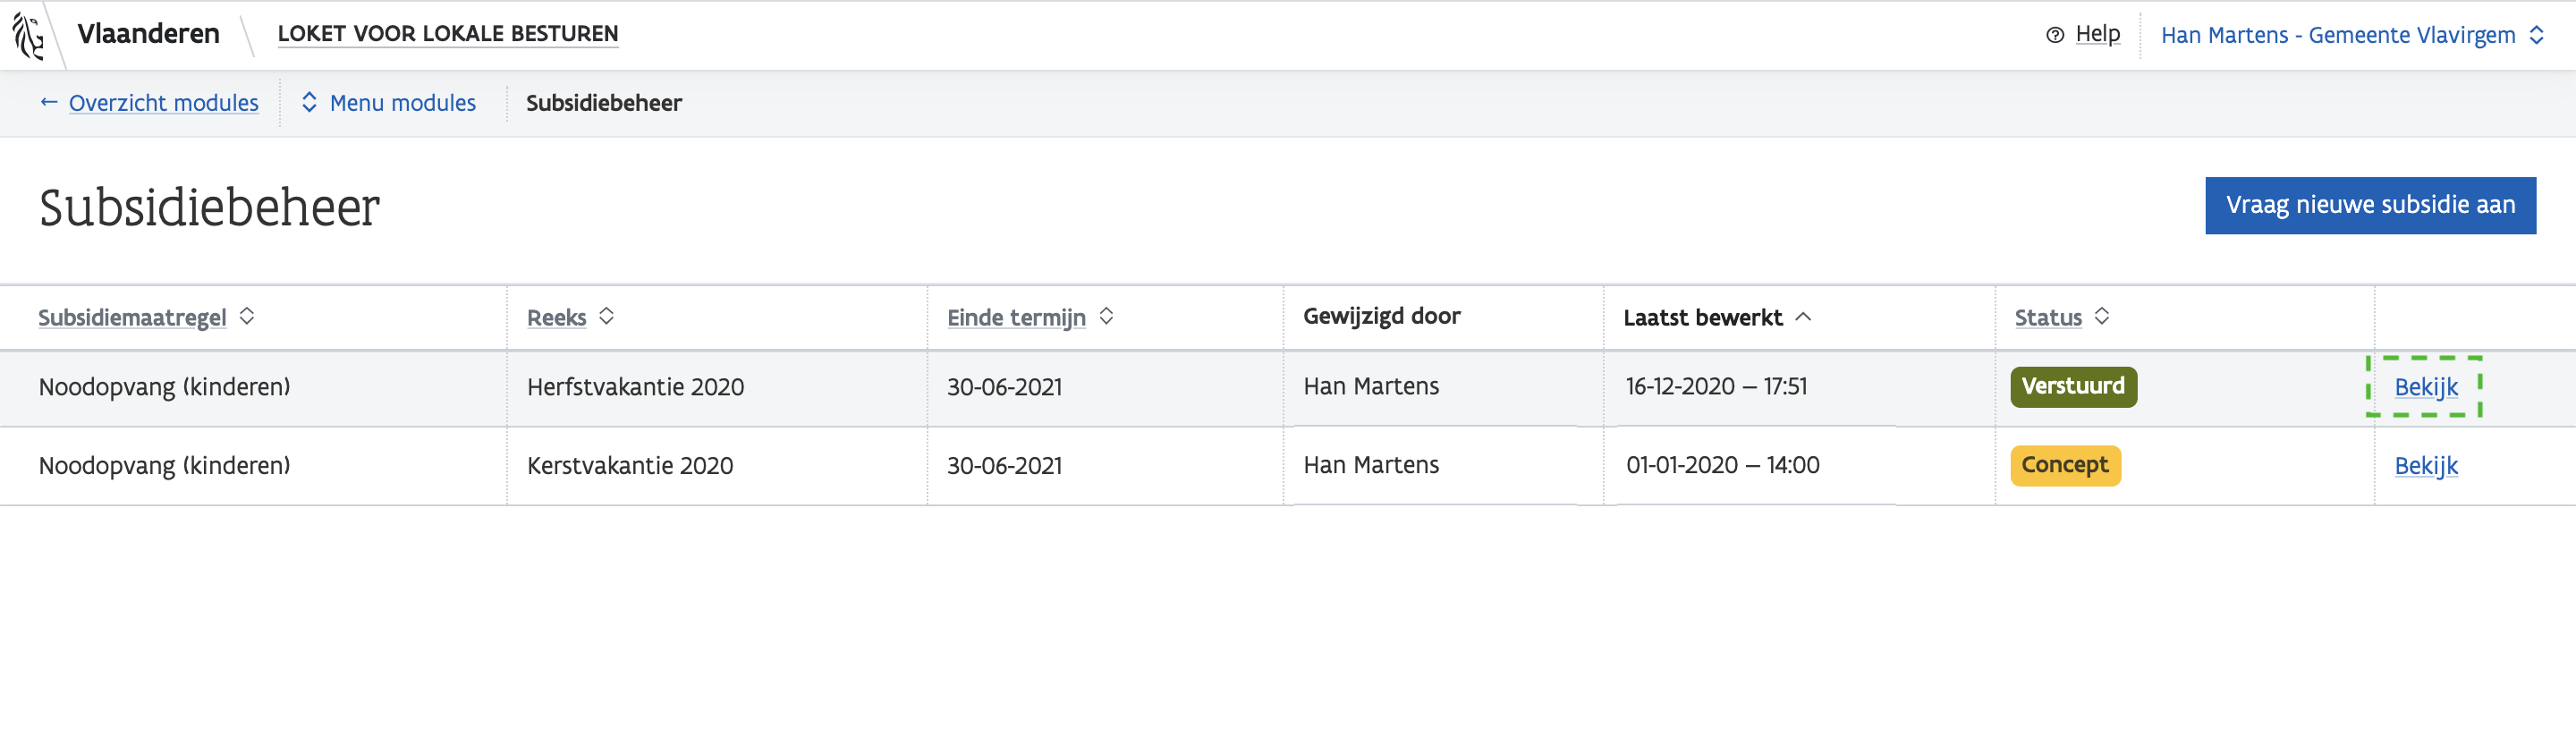 Vlaanderen LOKET VOOR LOKALE BESTUREN Help Han Martens - Gemeente Vlavirgem
← Overzicht modules Menu modules Subsidiebeheer
Subsidiebeheer Vraag nieuwe subsidie aan
Subsidiemaatregel Reeks Einde termijn Gewijzigd door Laatst bewerkt Status
Noodopvang (kinderen) Herfstvakantie 2020 30-06-2021 Han Martens 16-12-2020 – 17:51 Verstuurd Bekijk
Noodopvang (kinderen) Kerstvakantie 2020 30-06-2021 Han Martens 01-01-2020 – 14:00 Concept Bekijk